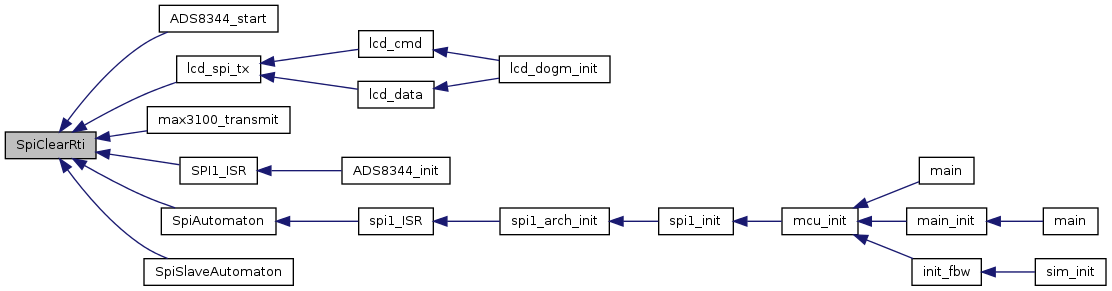 ADS8344_start
lcd_cmd
lcd_spi_tx
lcd_dogm_init
lcd_data
max3100_transmit
SpiClearRti
SPI1_ISR
ADS8344_init
main
SpiAutomaton
spi1_ISR
spi1_arch_init
spi1_init
mcu_init
main_init
main
SpiSlaveAutomaton
init_fbw
sim_init